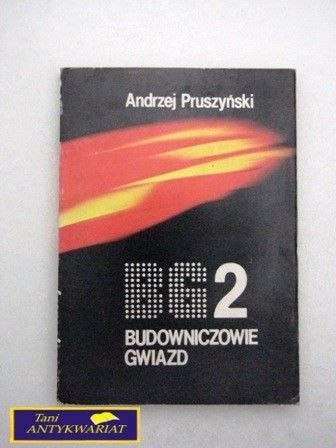 Andrzej Pruszyński
BG2
BUDOWNICZOWIE
GWIAZD
Tani
ANTYKWARIAT